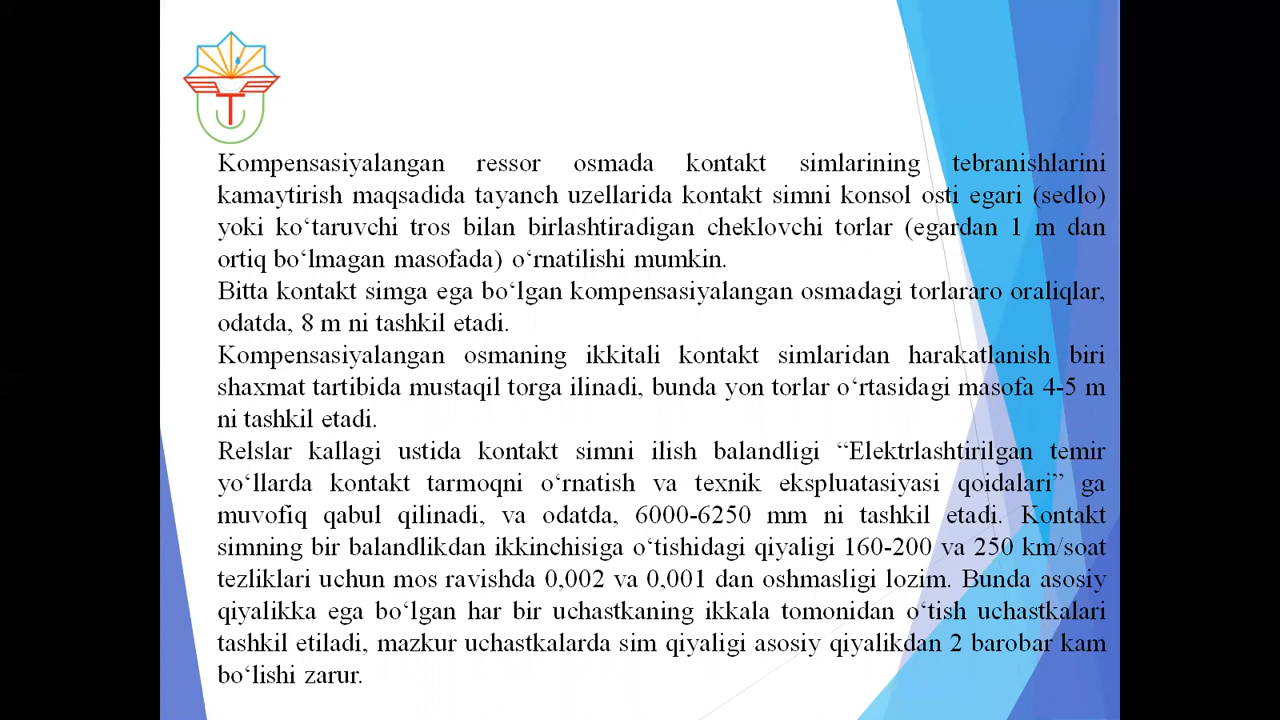 Kompensasiyalangan ressor osmada kontakt simlarining tebranishlarini
kamaytirish maqsadida tayanch uzellarida kontakt simni konsol osti egari (sedlo)
yoki ko‘taruvchi tros bilan birlashtiradigan cheklovchi torlar (egardan 1 m dan
ortiq bo‘lmagan masofada) o‘rnatilishi mumkin.
Bitta kontakt simga ega bo‘lgan kompensasiyalangan osmadagi torlararo oraliqlar,
odatda, 8 m ni tashkil etadi.
Kompensasiyalangan osmaning ikkitali kontakt simlaridan harakatlanish biri
shaxmat tartibida mustaqil torga ilinadi, bunda yon torlar o‘rtasidagi masofa 4-5 m
ni tashkil etadi.
Relslar kallagi ustida kontakt simni ilish balandligi “Elektrlashtirilgan temir
yo‘llarda kontakt tarmoqni o‘rnatish va texnik ekspluatasiyasi qoidalari” ga
muvofiq qabul qilinadi, va odatda, 6000-6250 mm ni tashkil etadi. Kontakt
simning bir balandlikdan ikkinchisiga o‘tishidagi qiyaligi 160-200 va 250 km/soat
tezliklari uchun mos ravishda 0,002 va 0,001 dan oshmasligi lozim. Bunda asosiy
qiyalikka ega bo‘lgan har bir uchastkaning ikkala tomonidan o‘tish uchastkalari
tashkil etiladi, mazkur uchastkalarda sim qiyaligi asosiy qiyalikdan 2 barobar kam
bo‘lishi zarur.